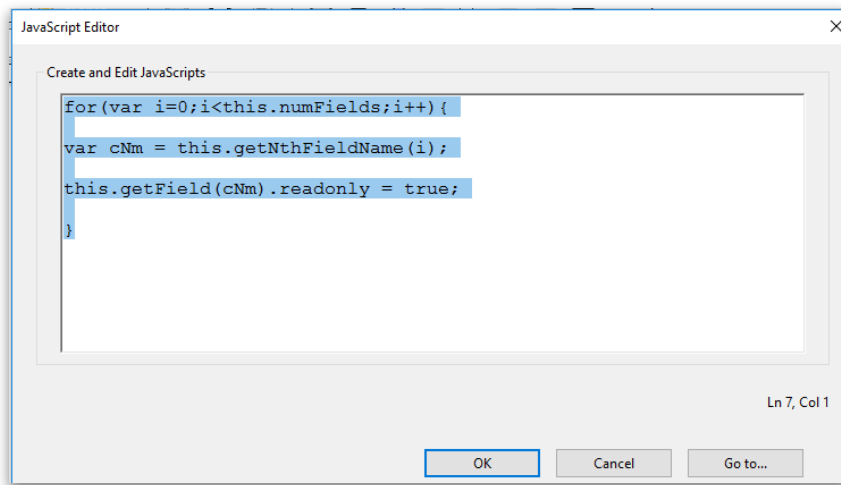 JavaScript Editor
Create and Edit JavaScripts
for(var i=0;i<this.numFields;i++){
var cNm = this.getNthFieldName(i);
this.getField(cNm).readonly = true;
}
Ln 7, Col 1
OK Cancel Go to...